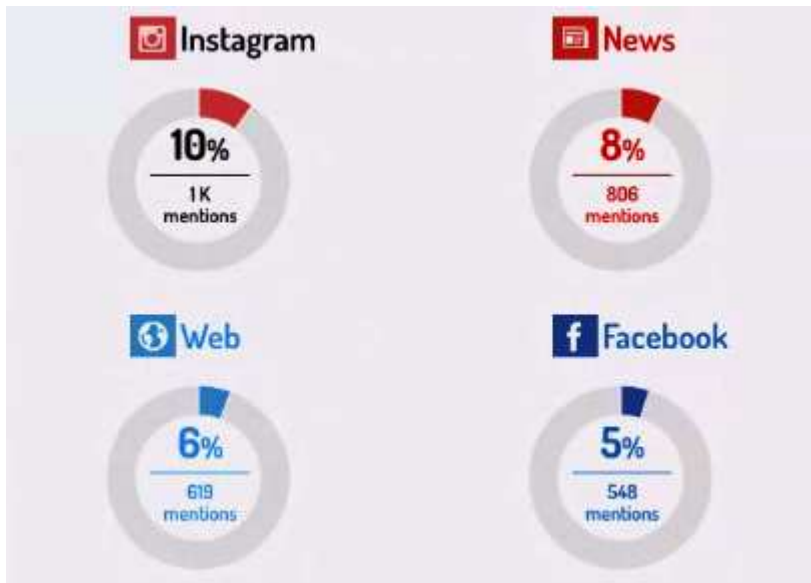 Instagram
10%
1K
mentions
News
8%
806
mentions
Web
6%
619
mentions
f Facebook
5%
548
mentions